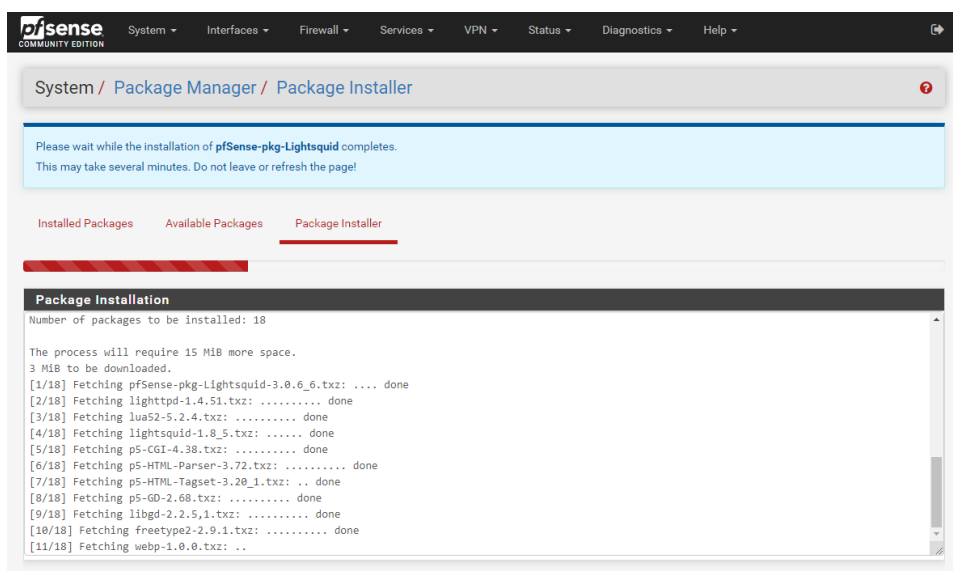 pfsense
COMMUNITY EDITION
System Interfaces Firewall Services VPN Status Diagnostics Help
System / Package Manager / Package Installer
Please wait while the installation of pfSense-pkg-Lightsquid completes.
This may take several minutes. Do not leave or refresh the page!
Installed Packages Available Packages Package Installer
Package Installation
Number of packages to be installed: 18
The process will require 15 MiB more space.
3 MiB to be downloaded.
[1/18] Fetching pfSense-pkg-Lightsquid-3.0.6_6.txz: .... done
[2/18] Fetching lighttpd-1.4.51.txz: .......... done
[3/18] Fetching lua52-5.2.4.txz: .......... done
[4/18] Fetching lightsquid-1.8_5.txz: ...... done
[5/18] Fetching p5-CGI-4.38.txz: .......... done
[6/18] Fetching p5-HTML-Parser-3.72.txz: .......... done
[7/18] Fetching p5-HTML-Tagset-3.20_1.txz: .. done
[8/18] Fetching p5-GD-2.68.txz: .......... done
[9/18] Fetching libgd-2.2.5,1.txz: .......... done
[10/18] Fetching freetype2-2.9.1.txz: .......... done
[11/18] Fetching webp-1.0.0.txz: ..